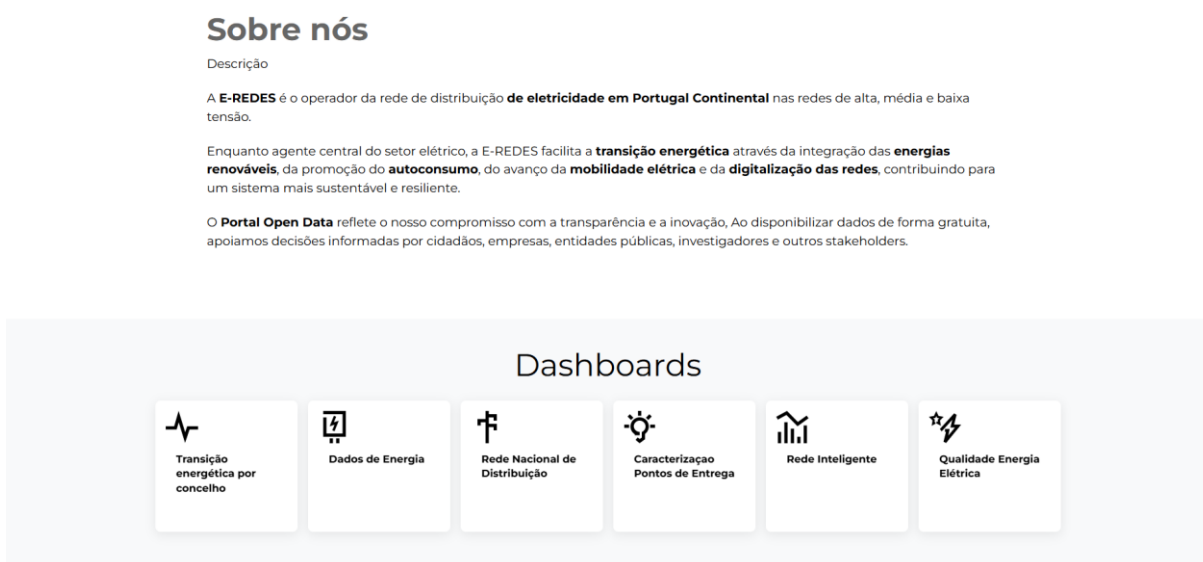 Sobre nós
Descrição
A E-REDES é o operador da rede de distribuição de eletricidade em Portugal Continental nas redes de alta, média e baixa
tensão.
Enquanto agente central do setor elétrico, a E-REDES facilita a transição energética através da integração das energias
renováveis, da promoção do autoconsumo, do avanço da mobilidade elétrica e da digitalização das redes, contribuindo para
um sistema mais sustentável e resiliente.
O Portal Open Data reflete o nosso compromisso com a transparência e a inovação, Ao disponibilizar dados de forma gratuita,
apoiamos decisões informadas por cidadãos, empresas, entidades públicas, investigadores e outros stakeholders.
Dashboards
Transição
energética por
concelho
Dados de Energia
Rede Nacional de
Distribuição
Caracterizaçao
Pontos de Entrega
Rede Inteligente
Qualidade Energia
Elétrica